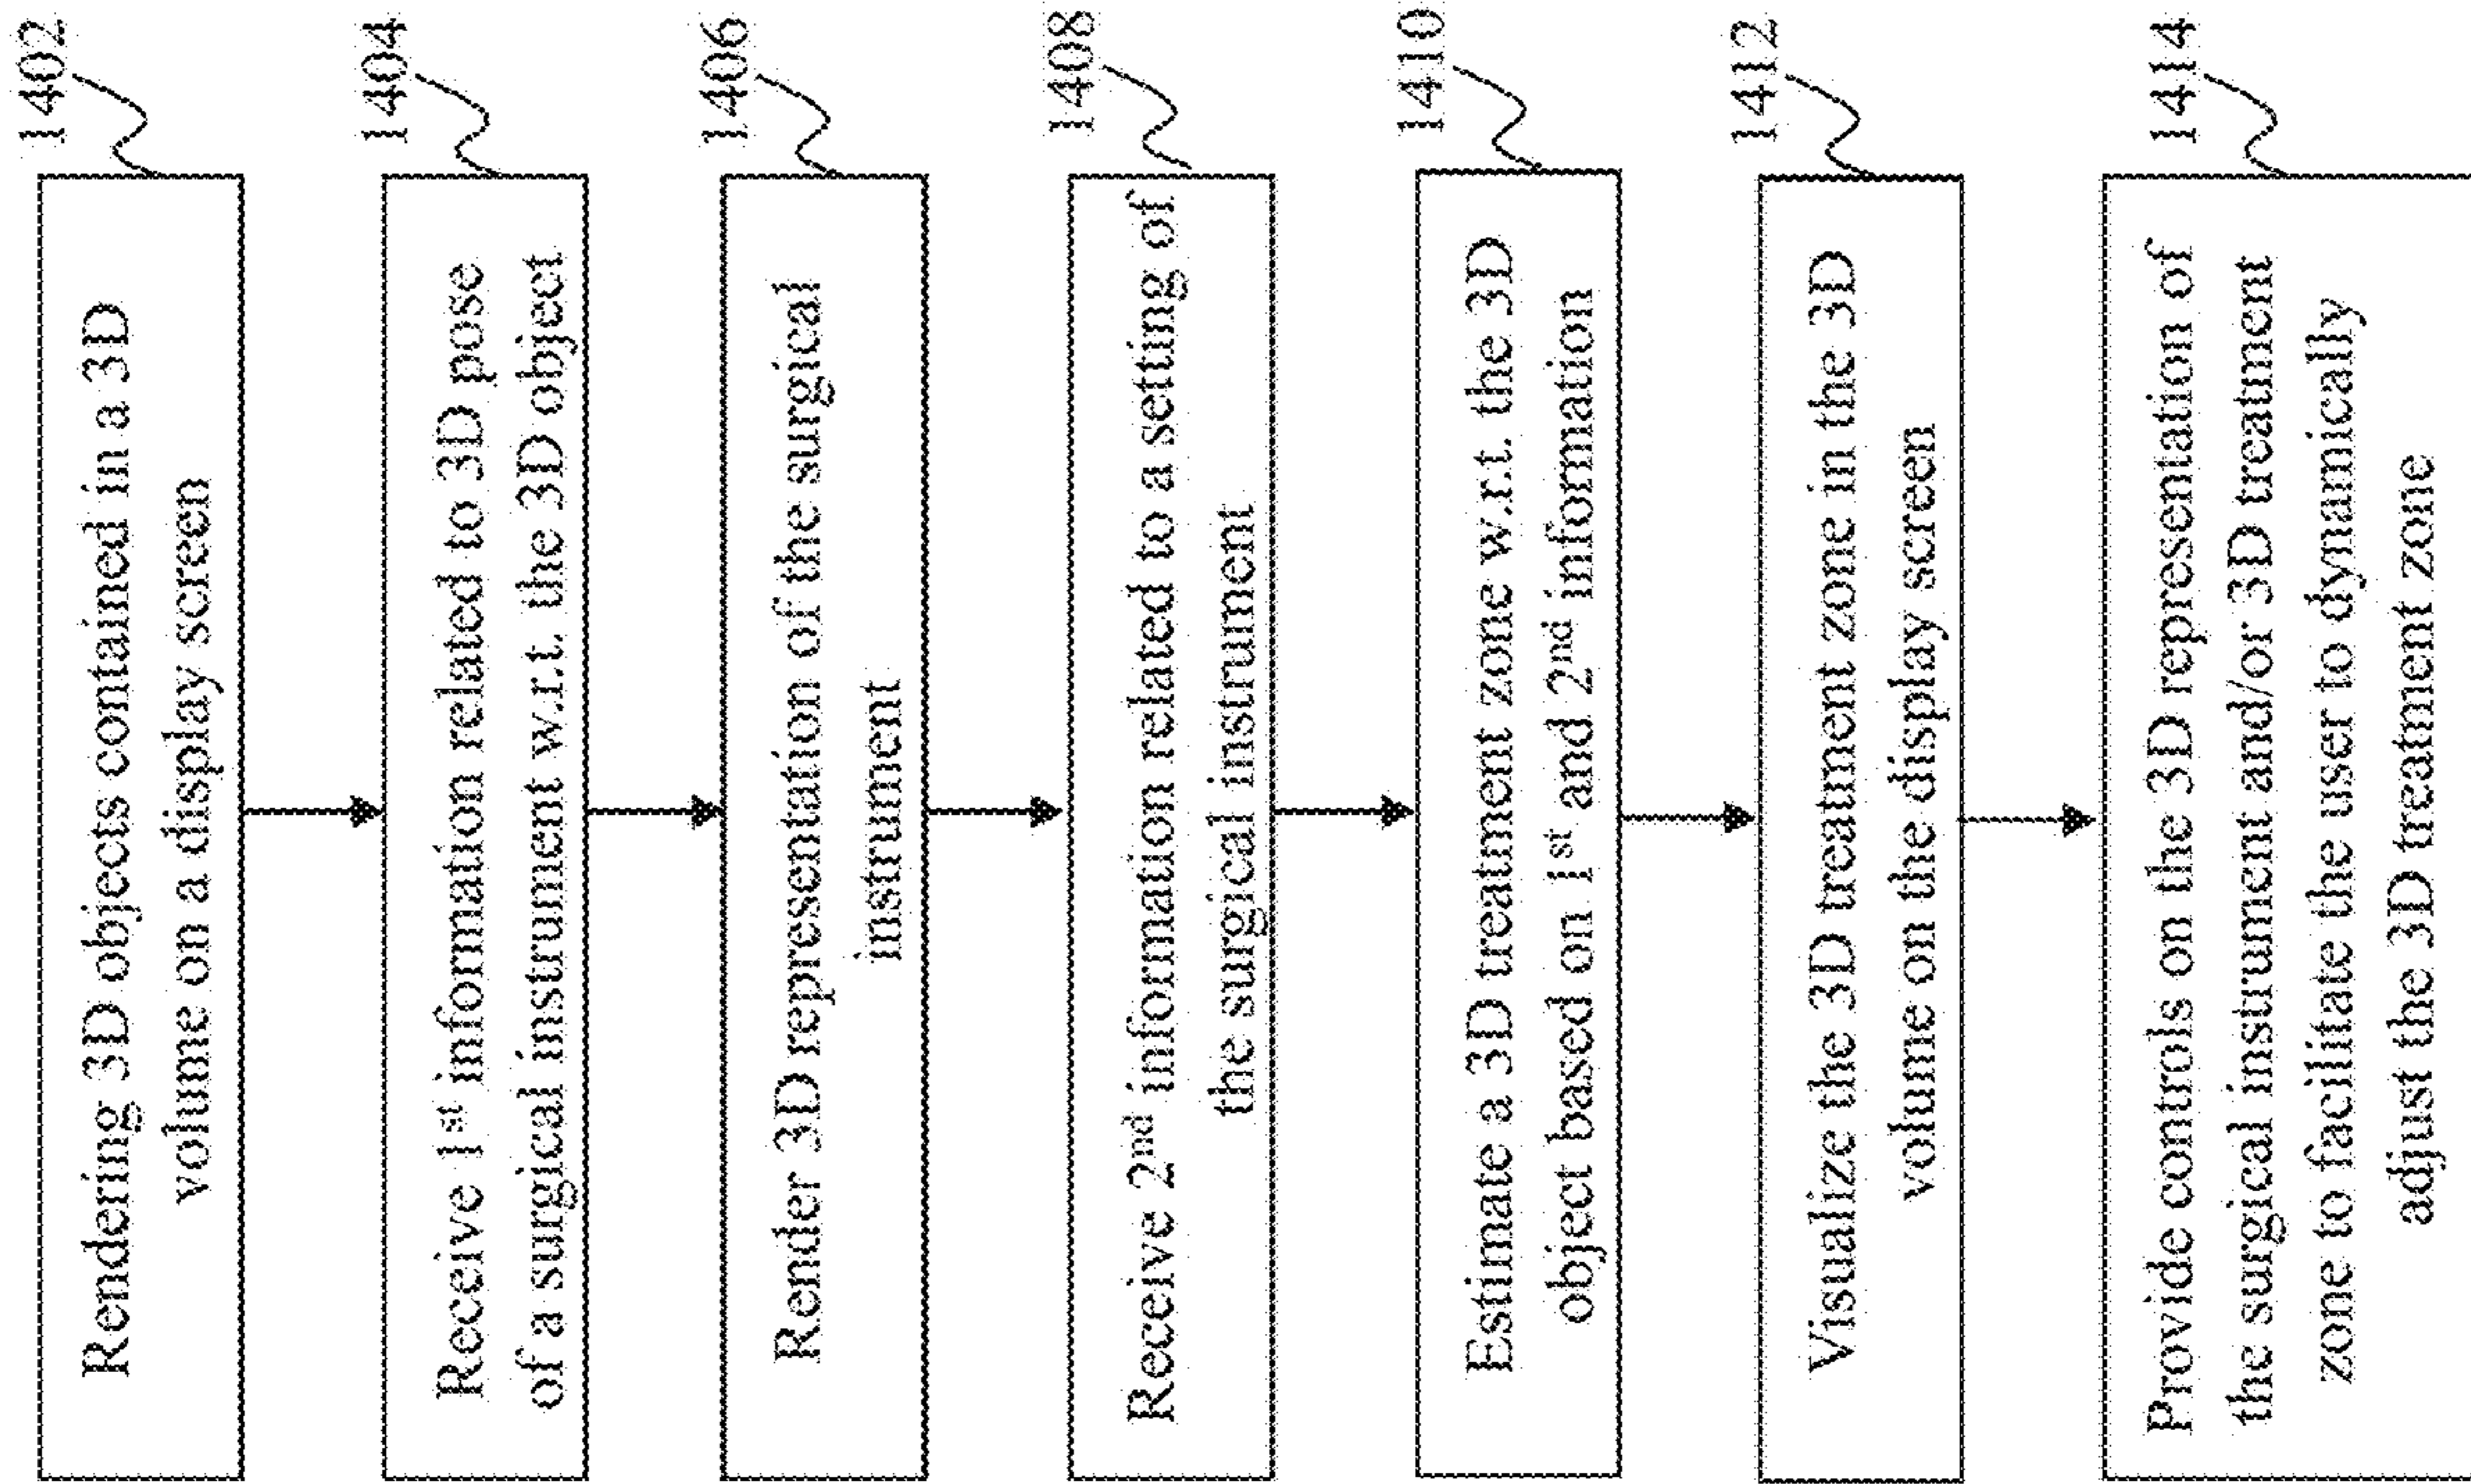 1402
Rendering 3D objects contained in a 3D
volume on a display screen
1404
Receive 1st information related to 3D pose
of a surgical instrument w.r.t. the 3D object
1406
Render 3D representation of the surgical
instrument
1408
Receive 2nd information related to a setting of
the surgical instrument
1410
Estimate a 3D treatment zone w.r.t. the 3D
object based on 1st and 2nd information
1412
Visualize the 3D treatment zone in the 3D
volume on the display screen
1414
Provide controls on the 3D representation of
the surgical instrument and/or 3D treatment
zone to facilitate the user to dynamically
adjust the 3D treatment zone